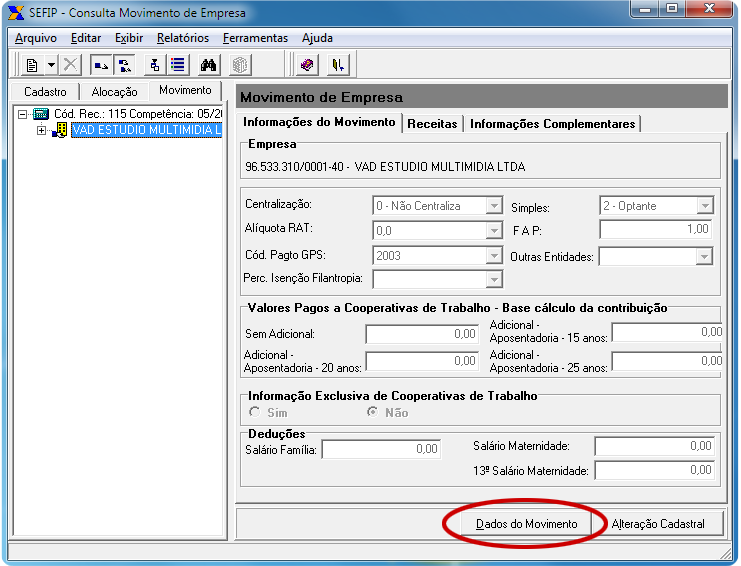 SEFIP - Consulta Movimento de Empresa
Arquivo Editar Exibir Relatórios Ferramentas Ajuda
Cadastro Alocação Movimento
Cód. Rec.: 115 Competência: 05/20
VAD ESTUDIO MULTIMIDIA L
Movimento de Empresa
Informações do Movimento Receitas Informações Complementares
Empresa
96.533.310/0001-40 - VAD ESTUDIO MULTIMIDIA LTDA
Centralização: 0 - Não Centraliza Simples: 2 - Optante
Alíquota RAT: 0,0 F A P: 1,00
Cód. Pagto GPS: 2003 Outras Entidades:
Perc. Isenção Filantropia:
Valores Pagos a Cooperativas de Trabalho - Base cálculo da contribuição
Sem Adicional: 0,00 Adicional - Aposentadoria - 15 anos: 0,00
Adicional - Aposentadoria - 20 anos: 0,00 Adicional - Aposentadoria - 25 anos: 0,00
Informação Exclusiva de Cooperativas de Trabalho
Sim Não
Deduções
Salário Família: 0,00 Salário Maternidade: 0,00
13º Salário Maternidade: 0,00
Dados do Movimento Alteração Cadastral